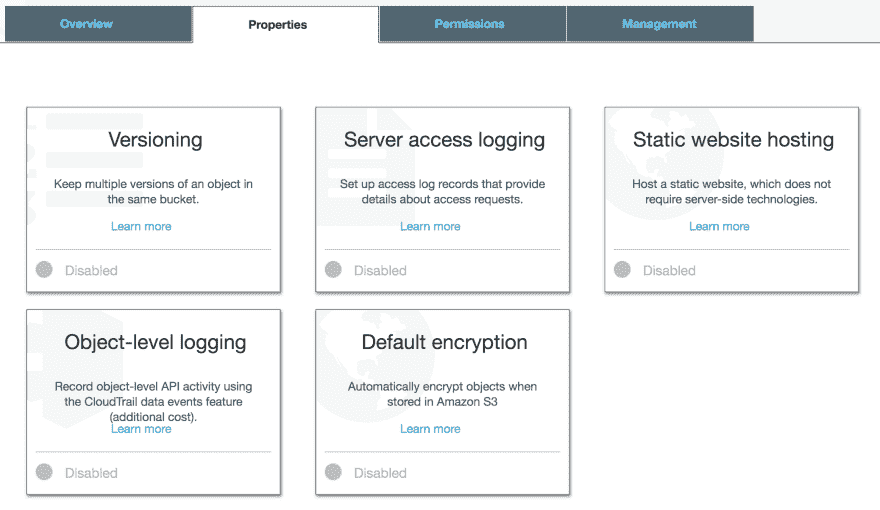 Overview
Properties
Permissions
Management
Versioning
Keep multiple versions of an object in
the same bucket.
Learn more
Disabled
Server access logging
Set up access log records that provide
details about access requests.
Learn more
Disabled
Static website hosting
Host a static website, which does not
require server-side technologies.
Learn more
Disabled
Object-level logging
Record object-level API activity using
the CloudTrail data events feature
(additional cost).
Learn more
Disabled
Default encryption
Automatically encrypt objects when
stored in Amazon S3
Learn more
Disabled